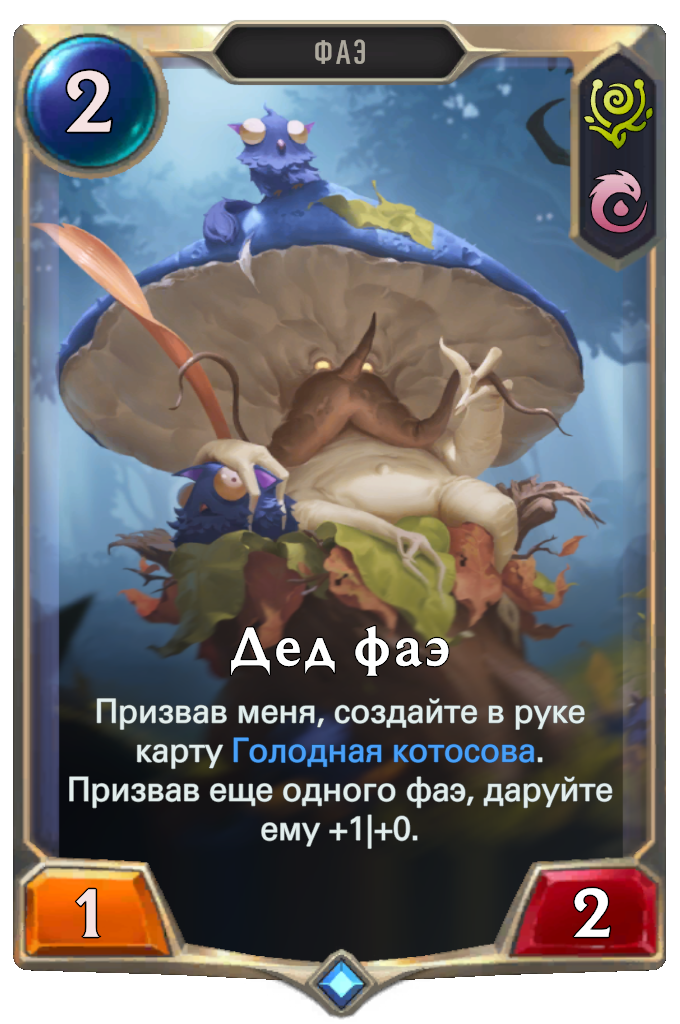 ФАЭ
2
Дед фаэ
Призвав меня, создайте в руке
карту Голодная котосова.
Призвав еще одного фаэ, даруйте
ему +1|+0.
1
2